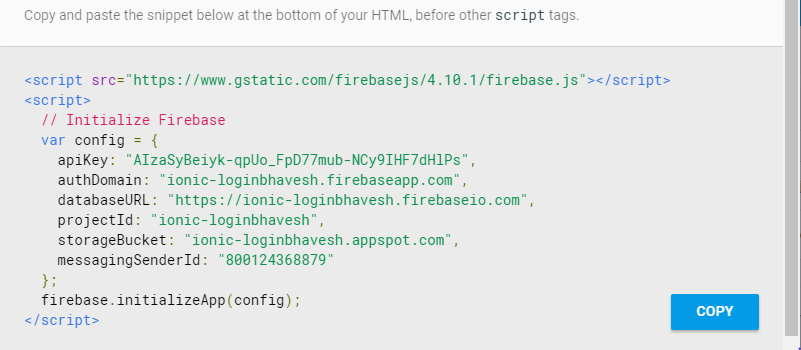 Copy and paste the snippet below at the bottom of your HTML, before other script tags.
<script src="https://www.gstatic.com/firebasejs/4.10.1/firebase.js"></script>
<script>
// Initialize Firebase
var config = {
apiKey: "AIzaSyBeiyk-qpUo_FpD77mub-NCy9IHF7dHlPs",
authDomain: "ionic-loginbhavesh.firebaseapp.com",
databaseURL: "https://ionic-loginbhavesh.firebaseio.com",
projectId: "ionic-loginbhavesh",
storageBucket: "ionic-loginbhavesh.appspot.com",
messagingSenderId: "800124368879"
};
firebase.initializeApp(config);
</script>
COPY